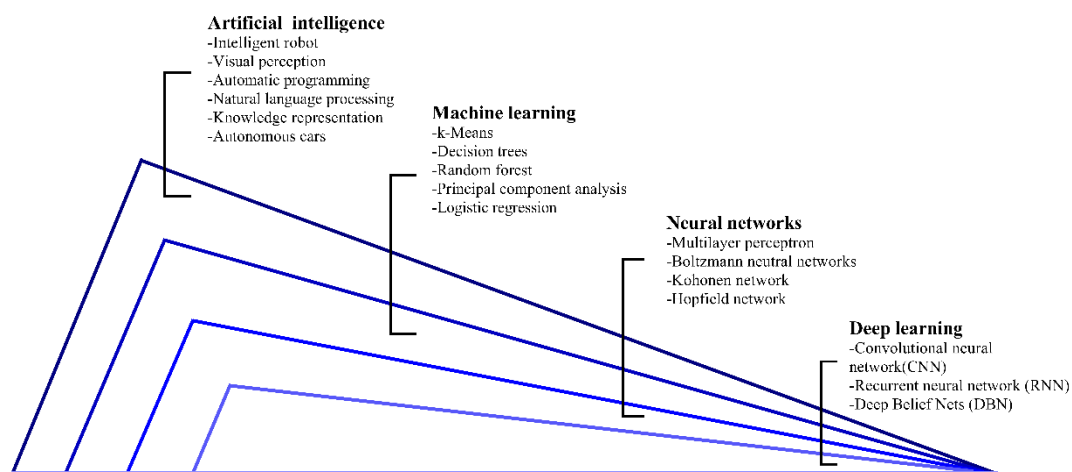 Artificial intelligence
-Intelligent robot
-Visual perception
-Automatic programming
-Natural language processing
-Knowledge representation
-Autonomous cars
Machine learning
-k-Means
-Decision trees
-Random forest
-Principal component analysis
-Logistic regression
Neural networks
-Multilayer perceptron
-Boltzmann neutral networks
-Kohonen network
-Hopfield network
Deep learning
-Convolutional neural
network(CNN)
-Recurrent neural network (RNN)
-Deep Belief Nets (DBN)